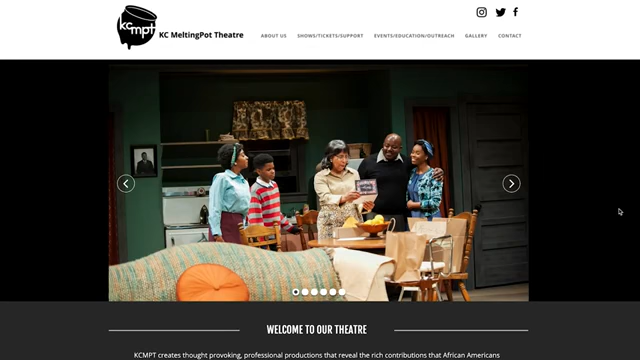 kcmpt
KC MeltingPot Theatre
ABOUT US
SHOWS/TICKETS/SUPPORT
EVENTS/EDUCATION/OUTREACH
GALLERY
CONTACT
WELCOME TO OUR THEATRE
KCMPT creates thought provoking, professional productions that reveal the rich contributions that African Americans